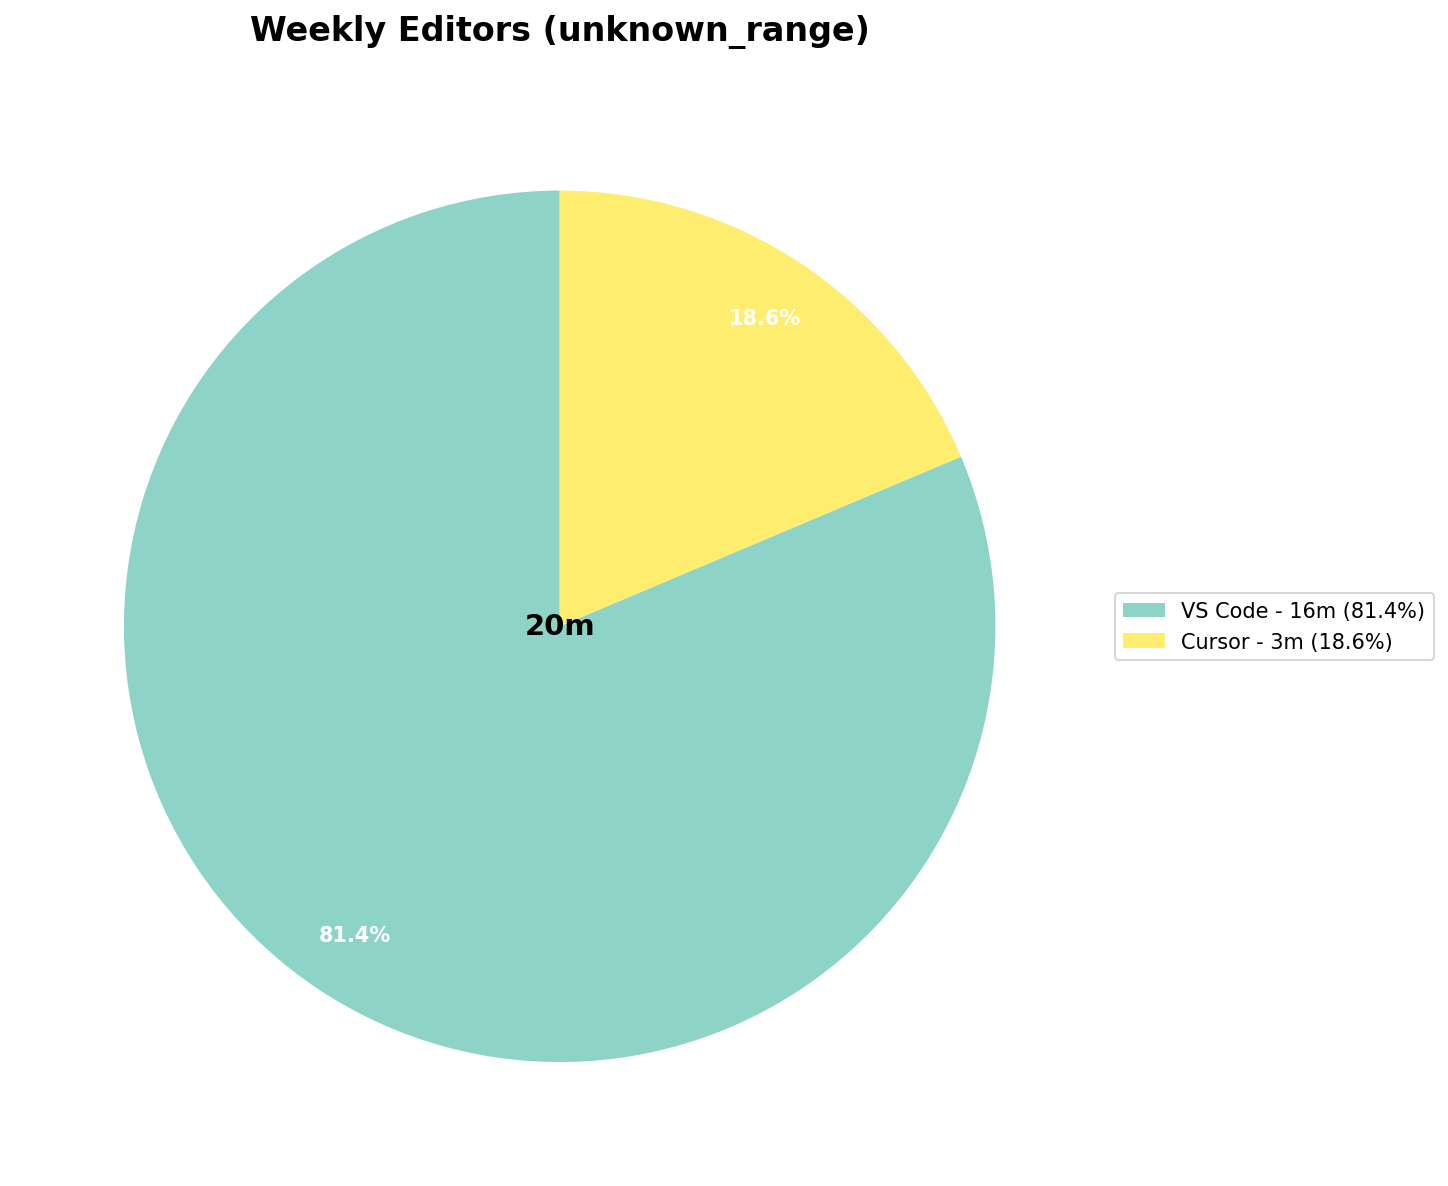 Weekly Editors (unknown_range)
18.6%
20m
VS Code - 16m (81.4%)
Cursor - 3m (18.6%)
81.4%